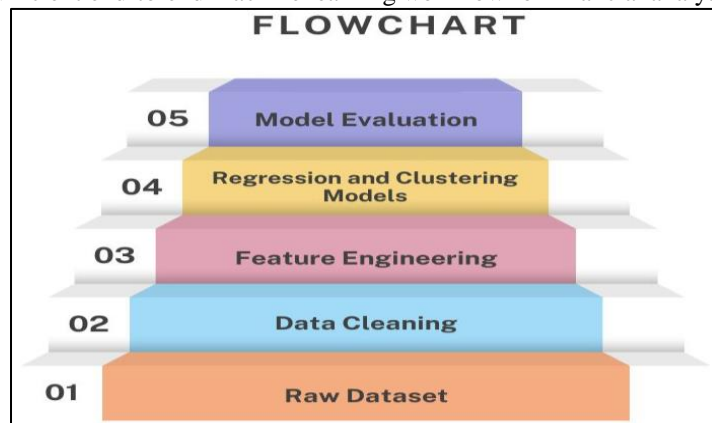 FLOWCHART
05 Model Evaluation
04 Regression and Clustering
Models
03 Feature Engineering
02 Data Cleaning
01 Raw Dataset